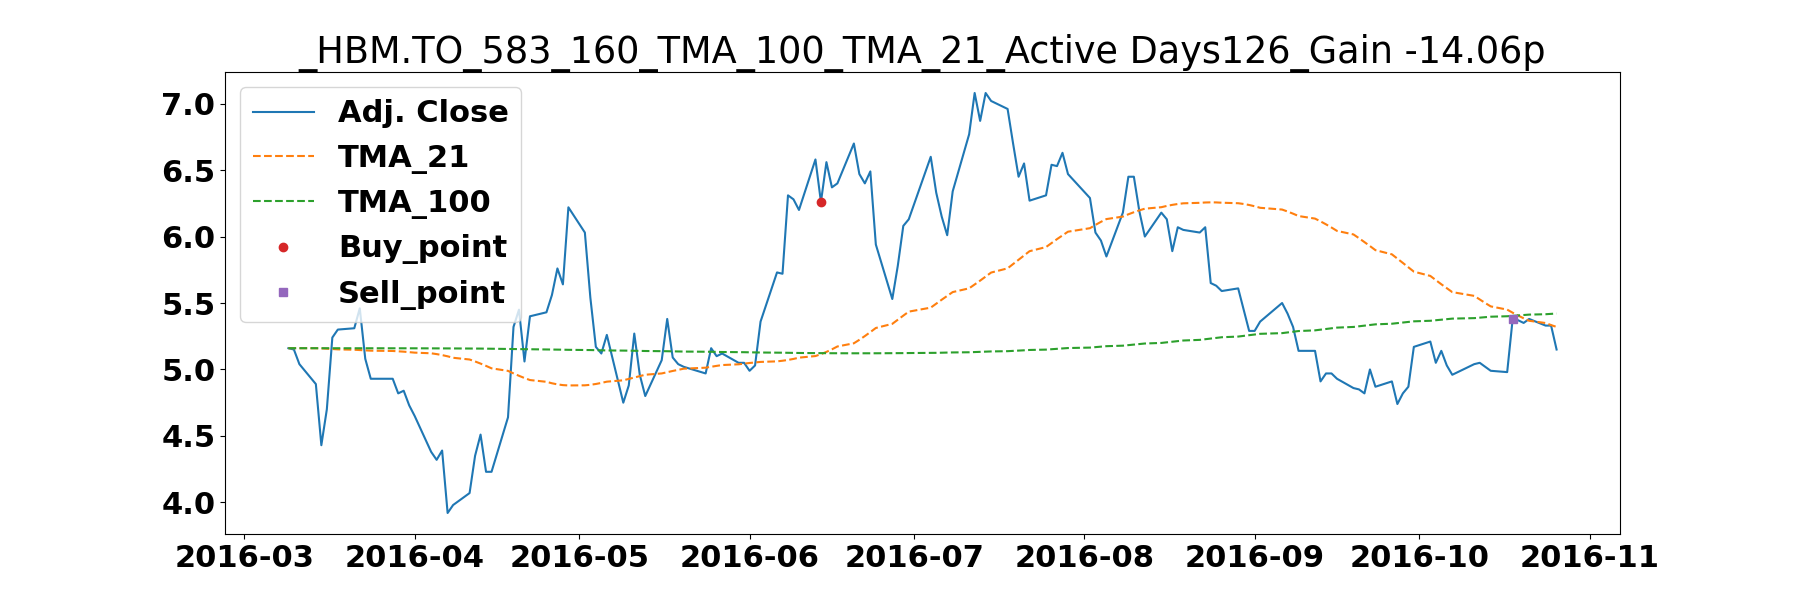 _HBM.TO_583_160_TMA_100_TMA_21_Active Days126_Gain -14.06p
Adj. Close
TMA_21
TMA_100
Buy_point
Sell_point
7.0
6.5
6.0
5.5
5.0
4.5
4.0
2016-03 2016-04 2016-05 2016-06 2016-07 2016-08 2016-09 2016-10 2016-11